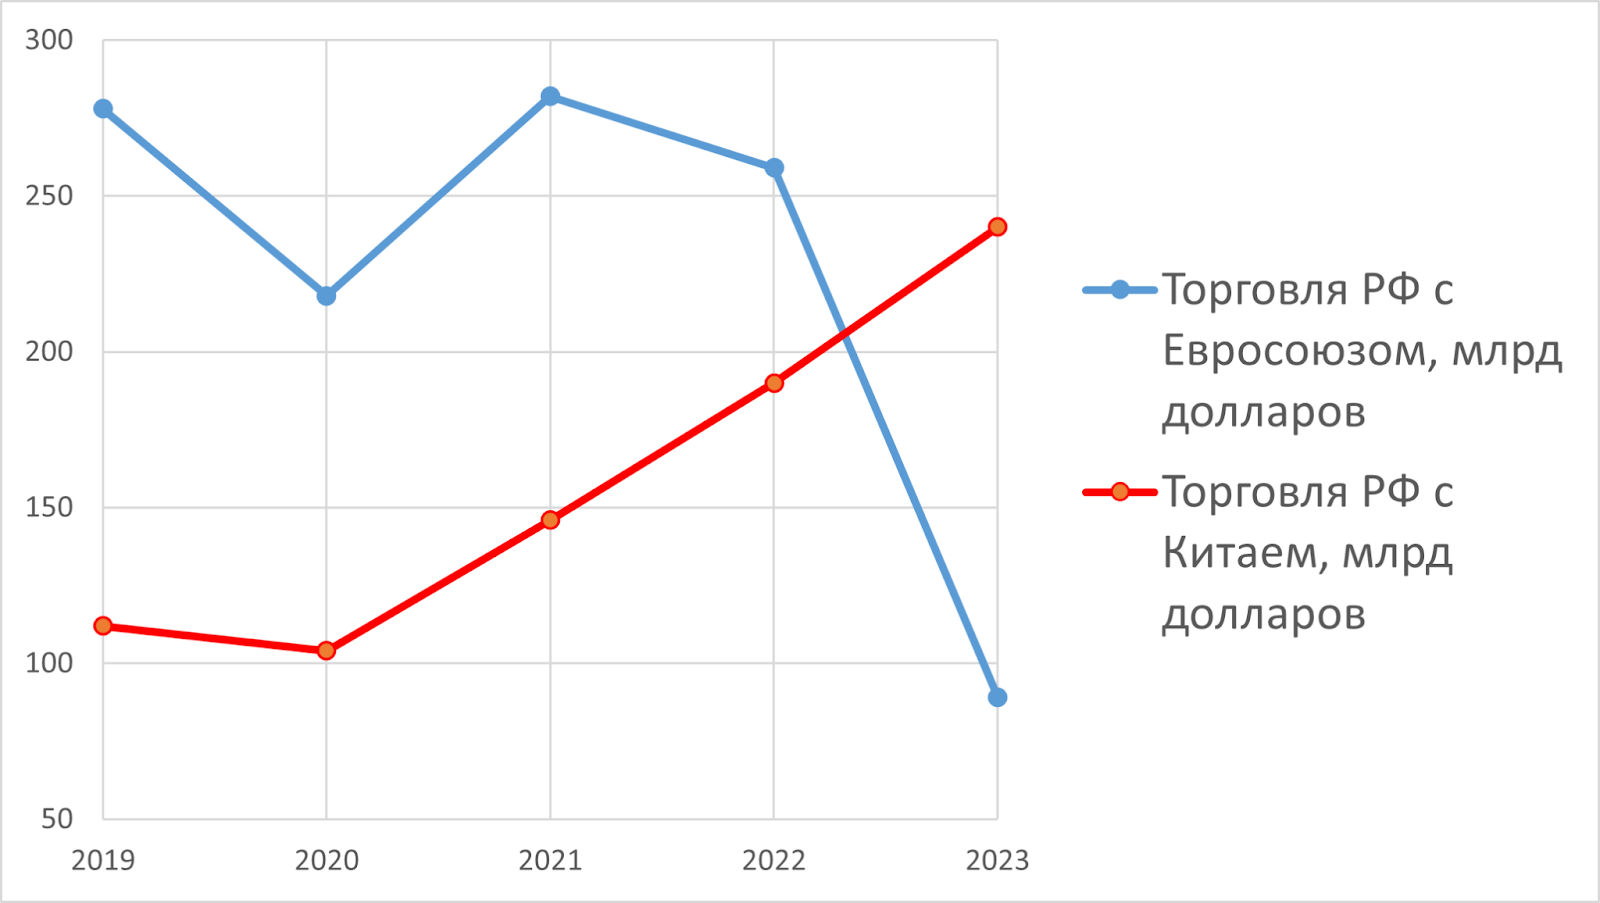 300
250
200
150
100
50
2019 2020 2021 2022 2023
Торговля РФ с
Евросоюзом, млрд
долларов
Торговля РФ с
Китаем, млрд
долларов